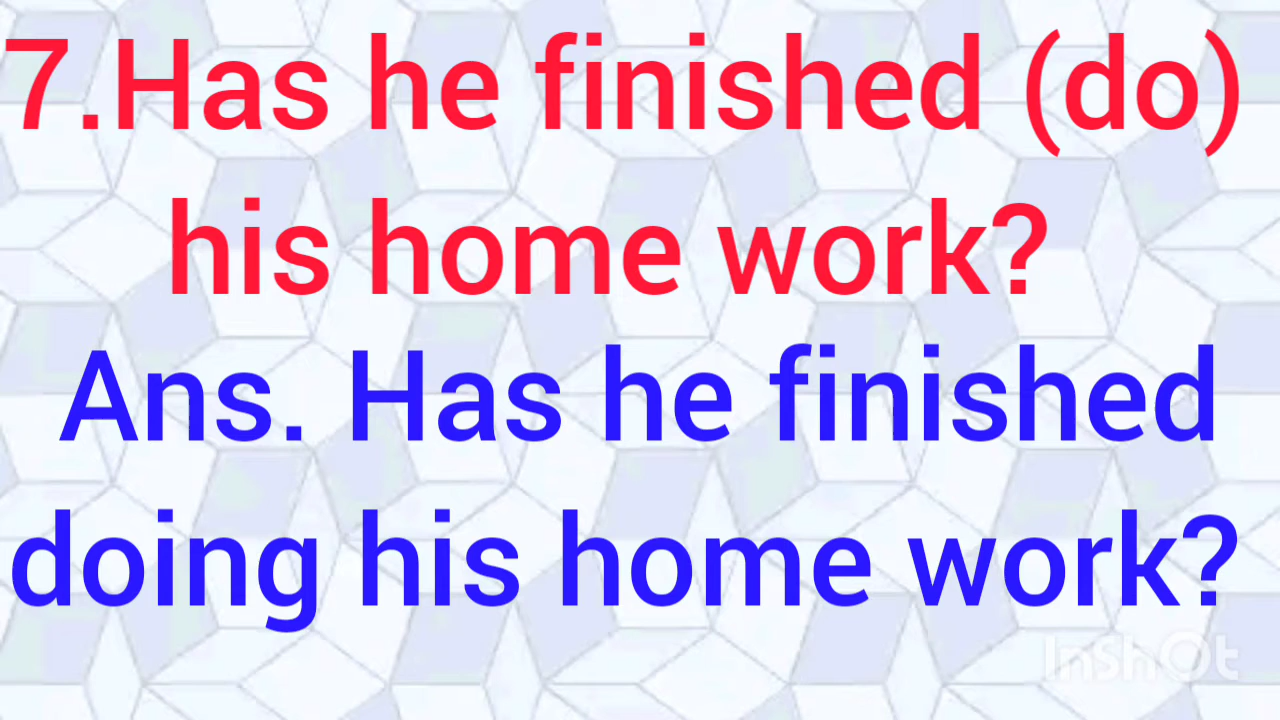 7.Has he finished (do)
his home work?
Ans. Has he finished
doing his home work?
InShOt